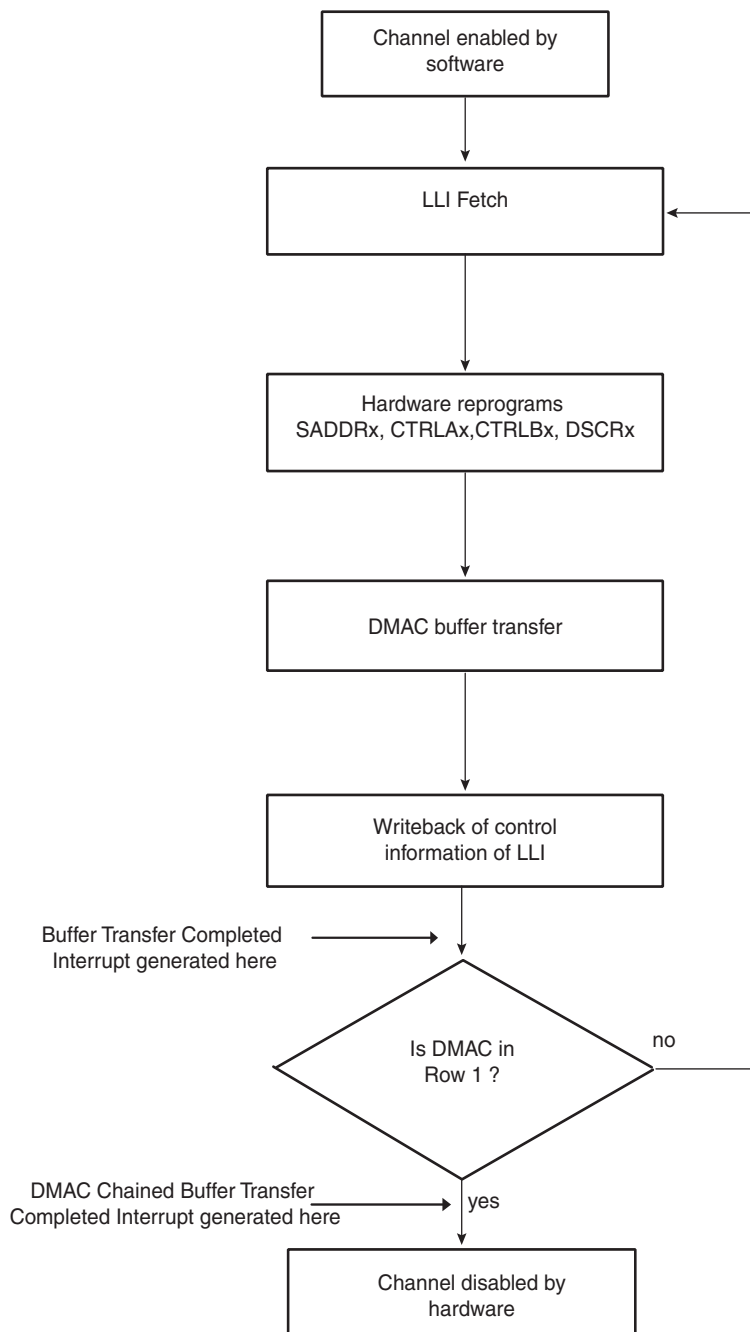 Channel enabled by
software
LLI Fetch
Hardware reprograms
SADDRx, CTRLAx,CTRLBx, DSCRx
DMAC buffer transfer
Writeback of control
information of LLI
Buffer Transfer Completed
Interrupt generated here
Is DMAC in
Row 1 ?
no
DMAC Chained Buffer Transfer
Completed Interrupt generated here
yes
Channel disabled by
hardware